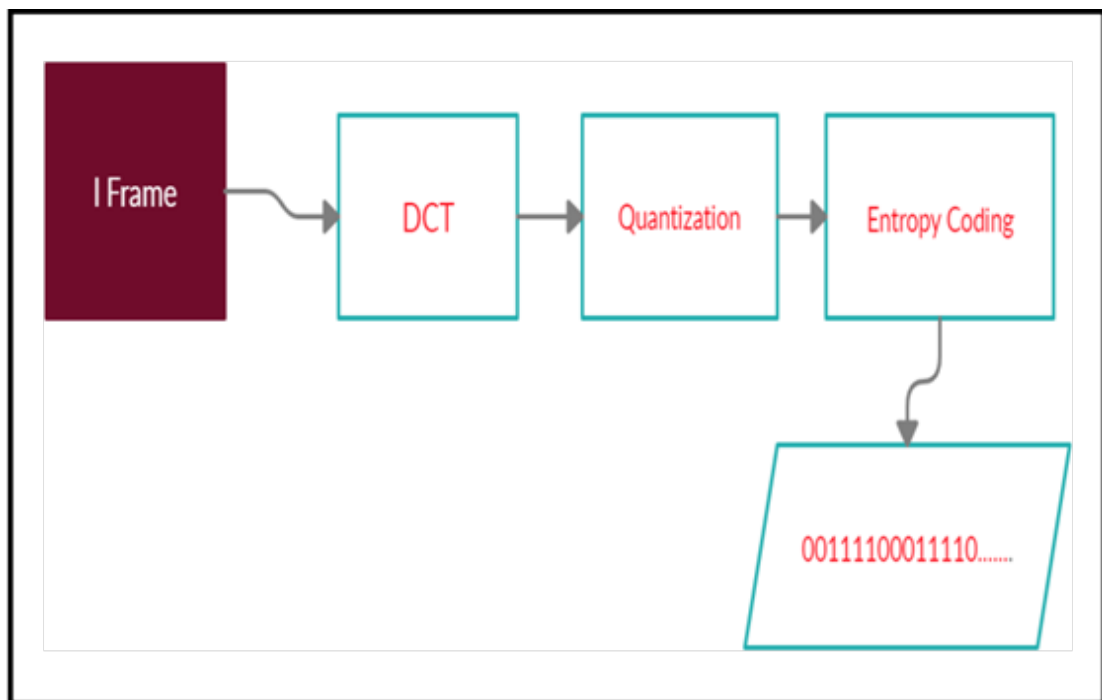 I Frame
DCT
Quantization
Entropy Coding
00111100011110.......